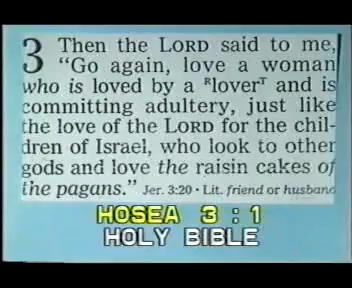 3 Then the LORD said to me,
“Go again, love a woman
who is loved by a ᴿloverᵀ and is
committing adultery, just like
the love of the LORD for the chil-
dren of Israel, who look to other
gods and love the raisin cakes of
the pagans.” Jer. 3:20 · Lit. friend or husband
HOSEA 3 : 1
HOLY BIBLE